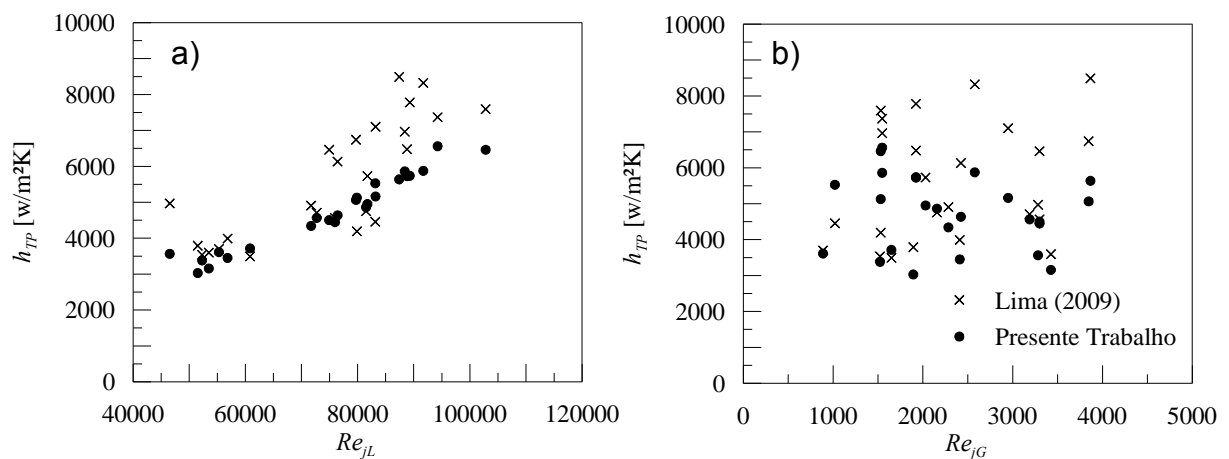 a)
10000
8000
6000
4000
2000
0
h_TP [w/m²K]
40000 60000 80000 100000 120000
Re_jL
b)
10000
8000
6000
4000
2000
0
h_TP [w/m²K]
Lima (2009)
Presente Trabalho
0 1000 2000 3000 4000 5000
Re_jG